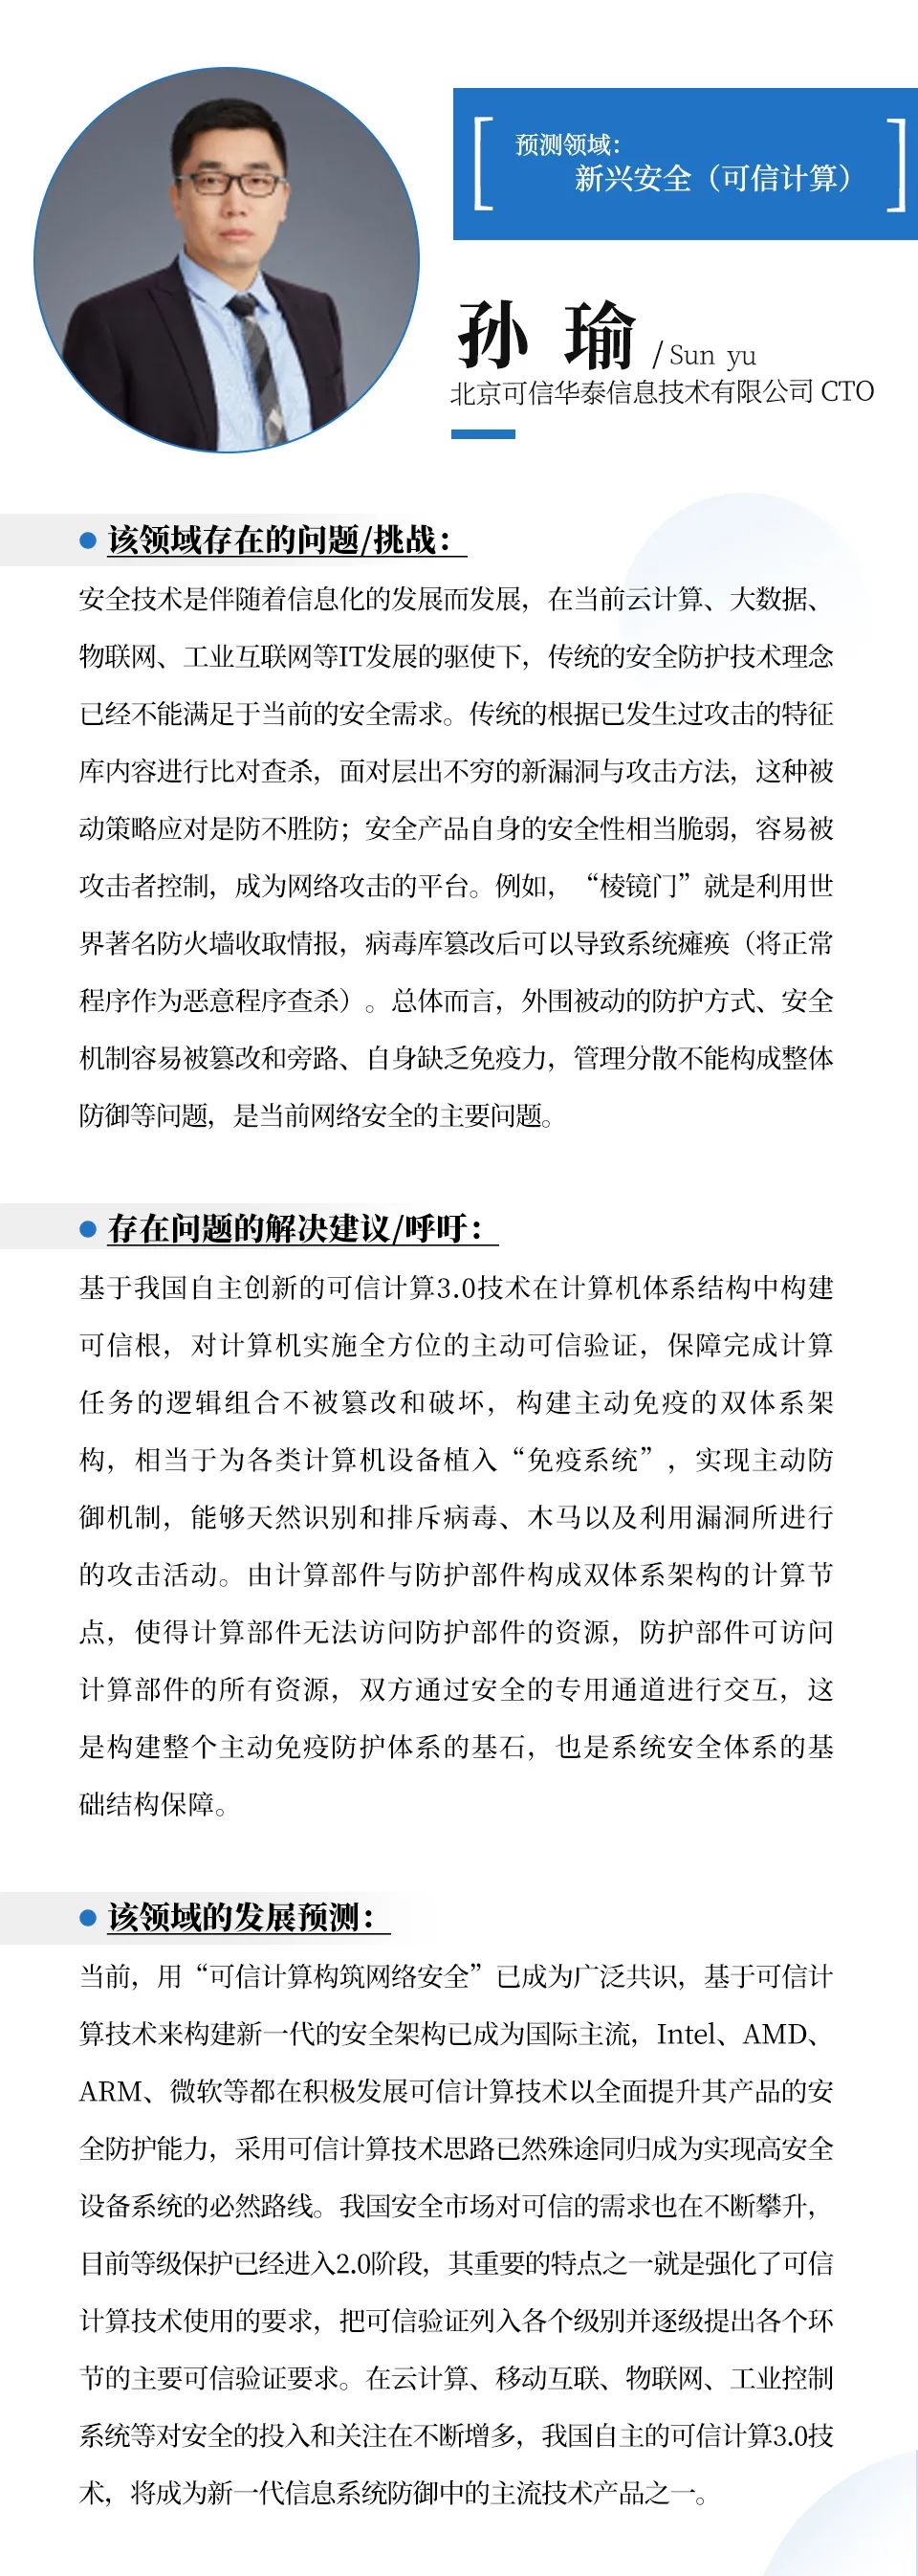 预测领域：
新兴安全（可信计算）
孙 瑜 / Sun yu
北京可信华泰信息技术有限公司 CTO
该领域存在的问题/挑战：
安全技术是伴随着信息化的发展而发展，在当前云计算、大数据、
物联网、工业互联网等IT发展的驱使下，传统的安全防护技术理念
已经不能满足于当前的安全需求。传统的根据已发生过攻击的特征
库内容进行比对查杀，面对层出不穷的新漏洞与攻击方法，这种被
动策略应对是防不胜防；安全产品自身的安全性相当脆弱，容易被
攻击者控制，成为网络攻击的平台。例如，“棱镜门”就是利用世
界著名防火墙收取情报，病毒库篡改后可以导致系统瘫痪（将正常
程序作为恶意程序查杀）。总体而言，外围被动的防护方式、安全
机制容易被篡改和旁路、自身缺乏免疫力，管理分散不能构成整体
防御等问题，是当前网络安全的主要问题。
存在问题的解决建议/呼吁：
基于我国自主创新的可信计算3.0技术在计算机体系结构中构建
可信根，对计算机实施全方位的主动可信验证，保障完成计算
任务的逻辑组合不被篡改和破坏，构建主动免疫的双体系架
构，相当于为各类计算机设备植入“免疫系统”，实现主动防
御机制，能够天然识别和排斥病毒、木马以及利用漏洞所进行
的攻击活动。由计算部件与防护部件构成双体系架构的计算节
点，使得计算部件无法访问防护部件的资源，防护部件可访问
计算部件的所有资源，双方通过安全的专用通道进行交互，这
是构建整个主动免疫防护体系的基石，也是系统安全体系的基
础结构保障。
该领域的发展预测：
当前，用“可信计算构筑网络安全”已成为广泛共识，基于可信计
算技术来构建新一代的安全架构已成为国际主流，Intel、AMD、
ARM、微软等都在积极发展可信计算技术以全面提升其产品的安
全防护能力，采用可信计算技术思路已然殊途同归成为实现高安全
设备系统的必然路线。我国安全市场对可信的需求也在不断攀升，
目前等级保护已经进入2.0阶段，其重要的特点之一就是强化了可信
计算技术使用的要求，把可信验证列入各个级别并逐级提出各个环
节的主要可信验证要求。在云计算、移动互联、物联网、工业控制
系统等对安全的投入和关注在不断增多，我国自主的可信计算3.0技
术，将成为新一代信息系统防御中的主流技术产品之一。